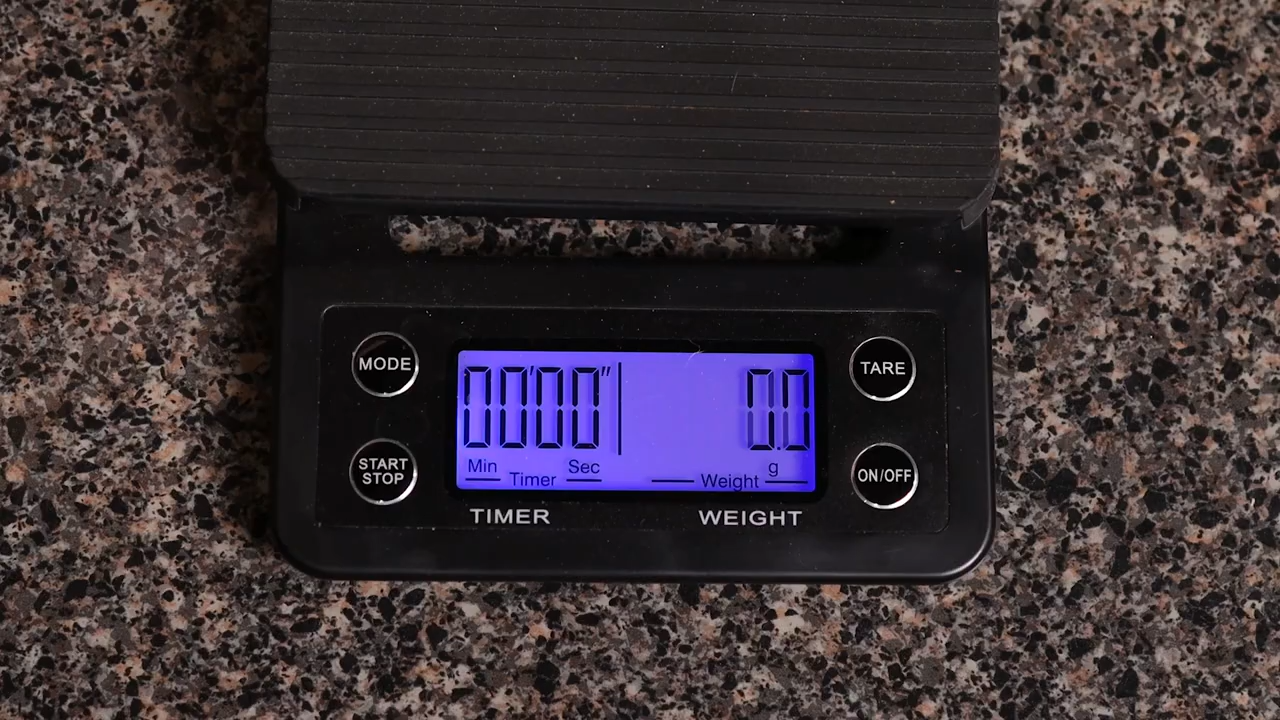 MODE
START
STOP
00'00"
0.0
Min
Timer
Sec
Weight
g
TIMER
WEIGHT
TARE
ON/OFF